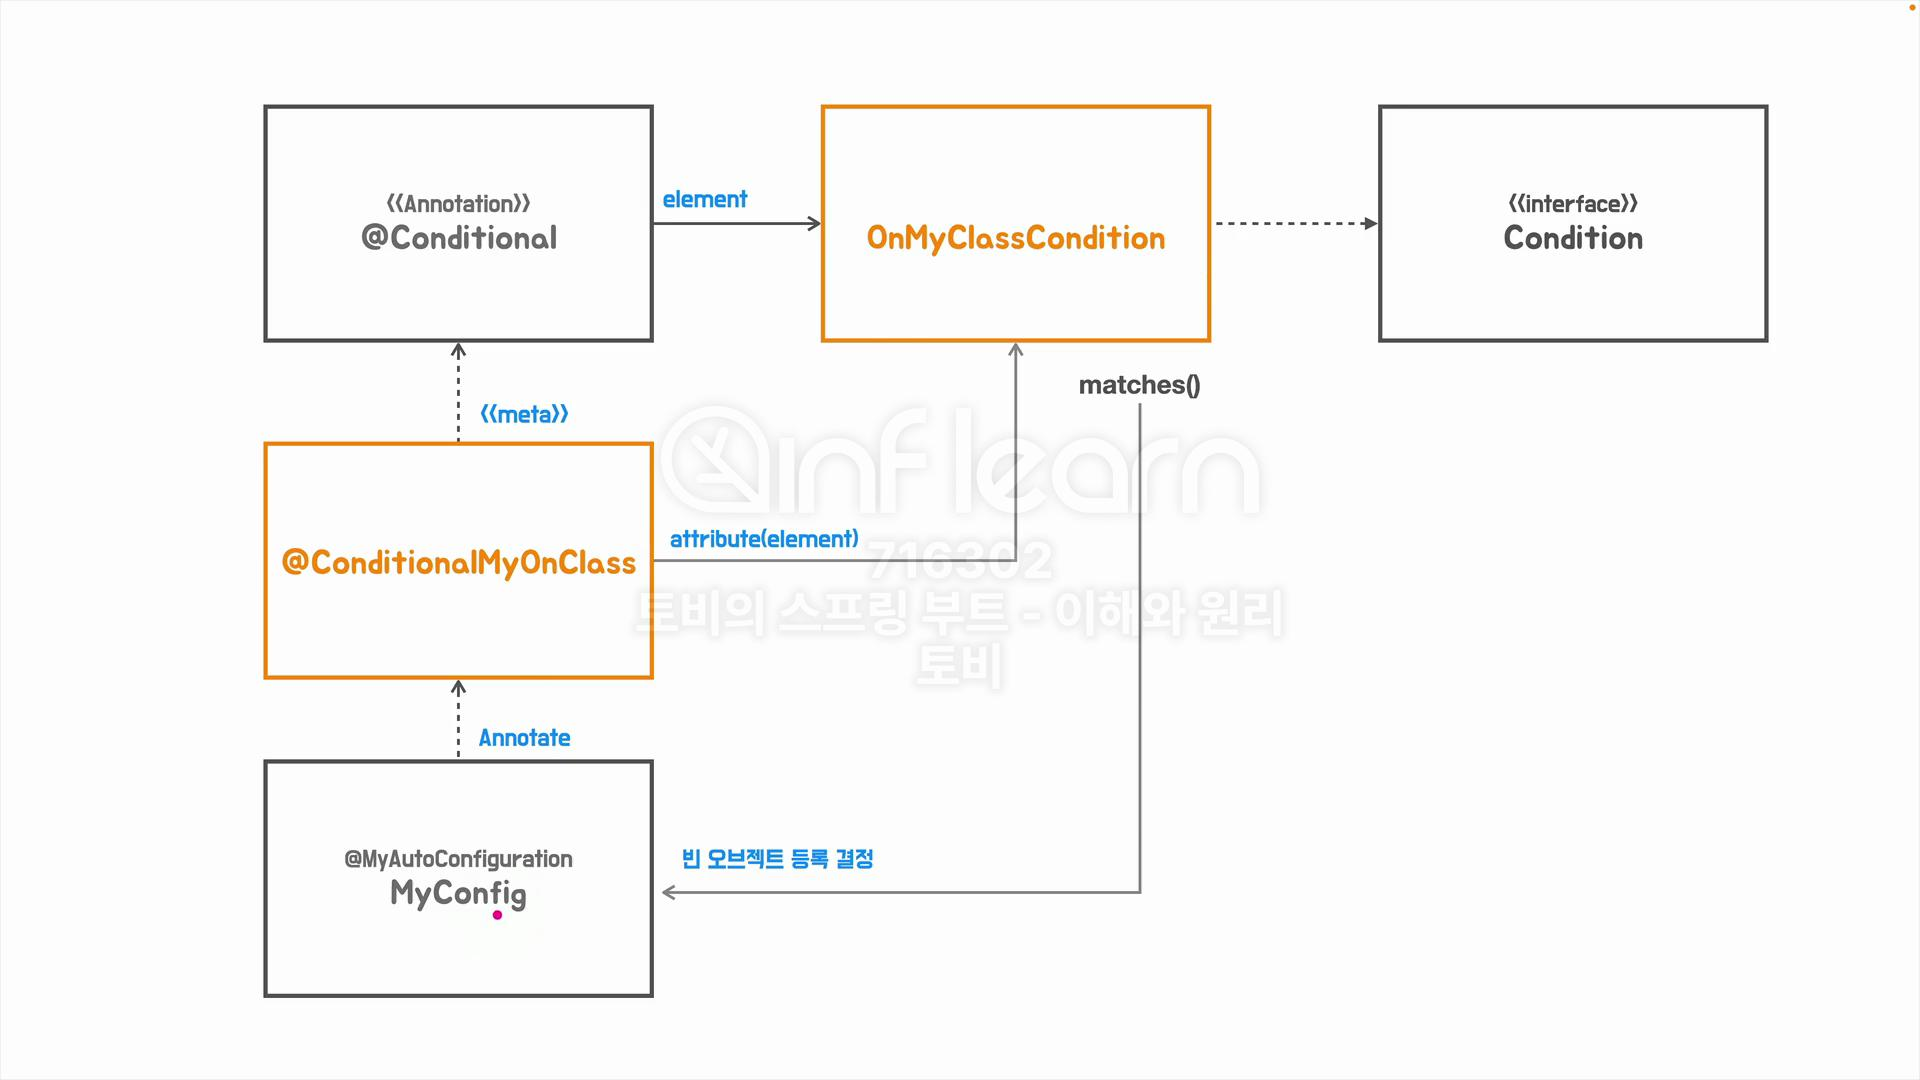 <<Annotation>>
@Conditional
element
OnMyClassCondition
<<interface>>
Condition
matches()
<<meta>>
inflearn
@ConditionalMyOnClass
attribute(element)
716302
토비의 스프링 부트 - 이해와 원리
토비
Annotate
@MyAutoConfiguration
MyConfig
빈 오브젝트 등록 결정